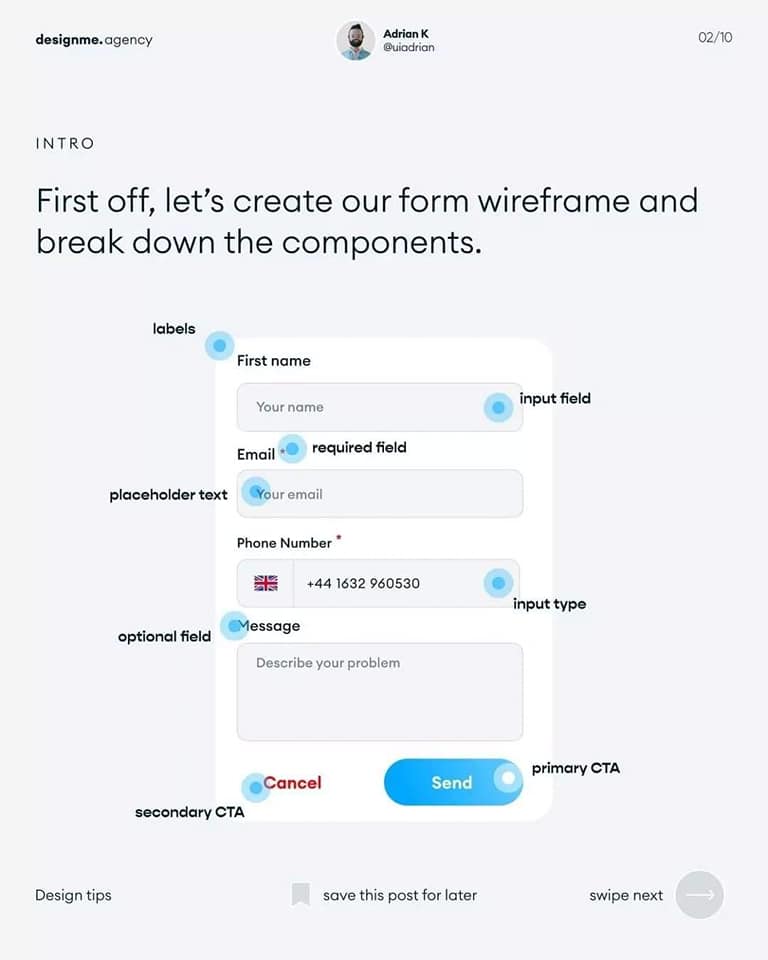 designme.agency
Adrian K
@uiadrian
02/10
INTRO
First off, let's create our form wireframe and
break down the components.
labels
First name
Your name
input field
Email *
required field
placeholder text
Your email
Phone Number *
+44 1632 960530
input type
optional field
Message
Describe your problem
Cancel
Send
primary CTA
secondary CTA
Design tips
save this post for later
swipe next